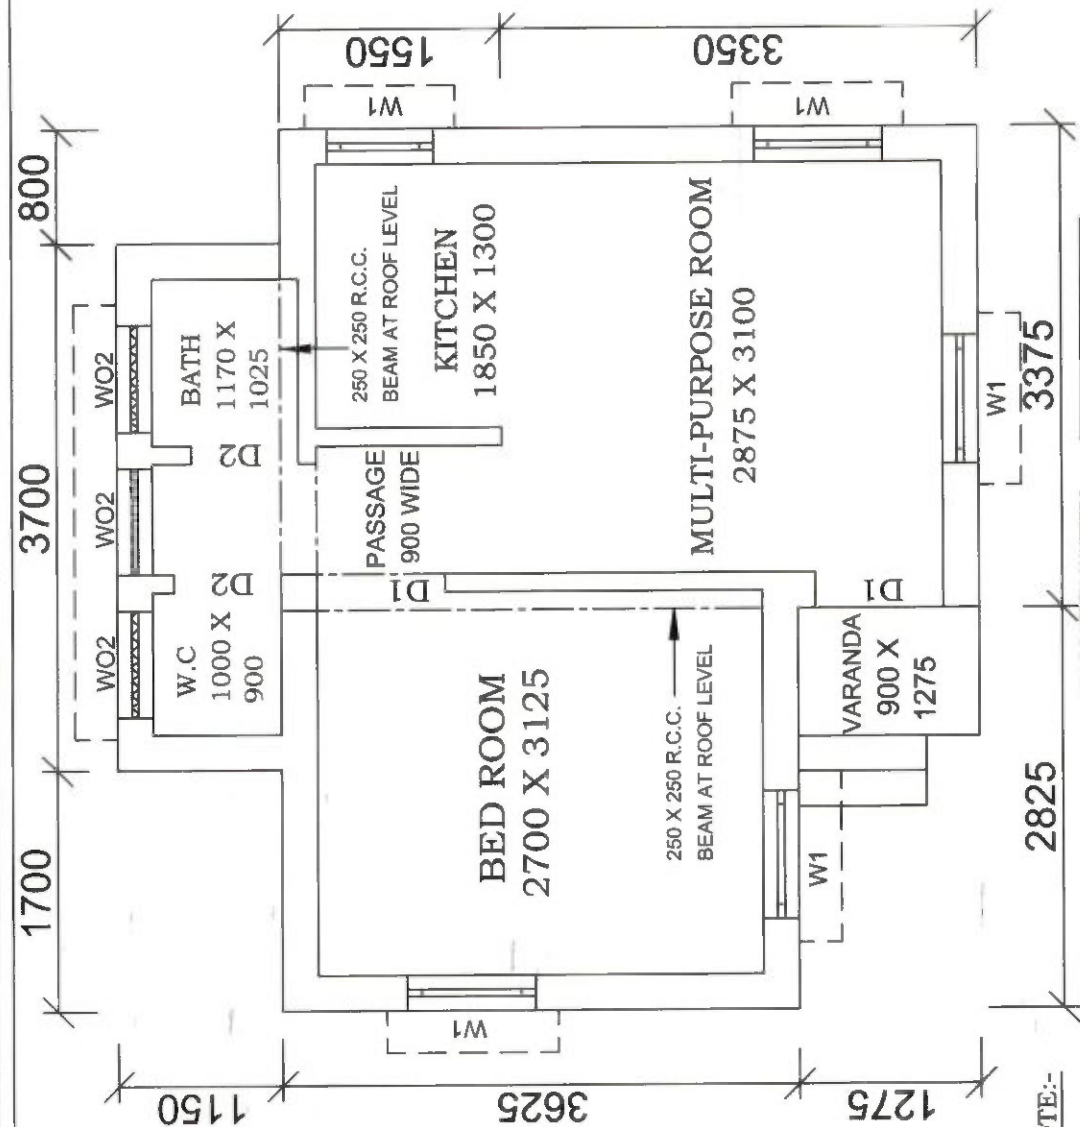 1700
3700
800
1150
3625
1275
1550
3350
WO2
WO2
WO2
W.C
1000 X
900
D2
D2
BATH
1170 X
1025
250 X 250 R.C.C.
BEAM AT ROOF LEVEL
KITCHEN
1850 X 1300
PASSAGE
900 WIDE
D1
W1
W1
BED ROOM
2700 X 3125
250 X 250 R.C.C.
BEAM AT ROOF LEVEL
MULTI-PURPOSE ROOM
2875 X 3100
W1
W1
W1
D1
VARANDA
900 X
1275
2825
3375
TE:-